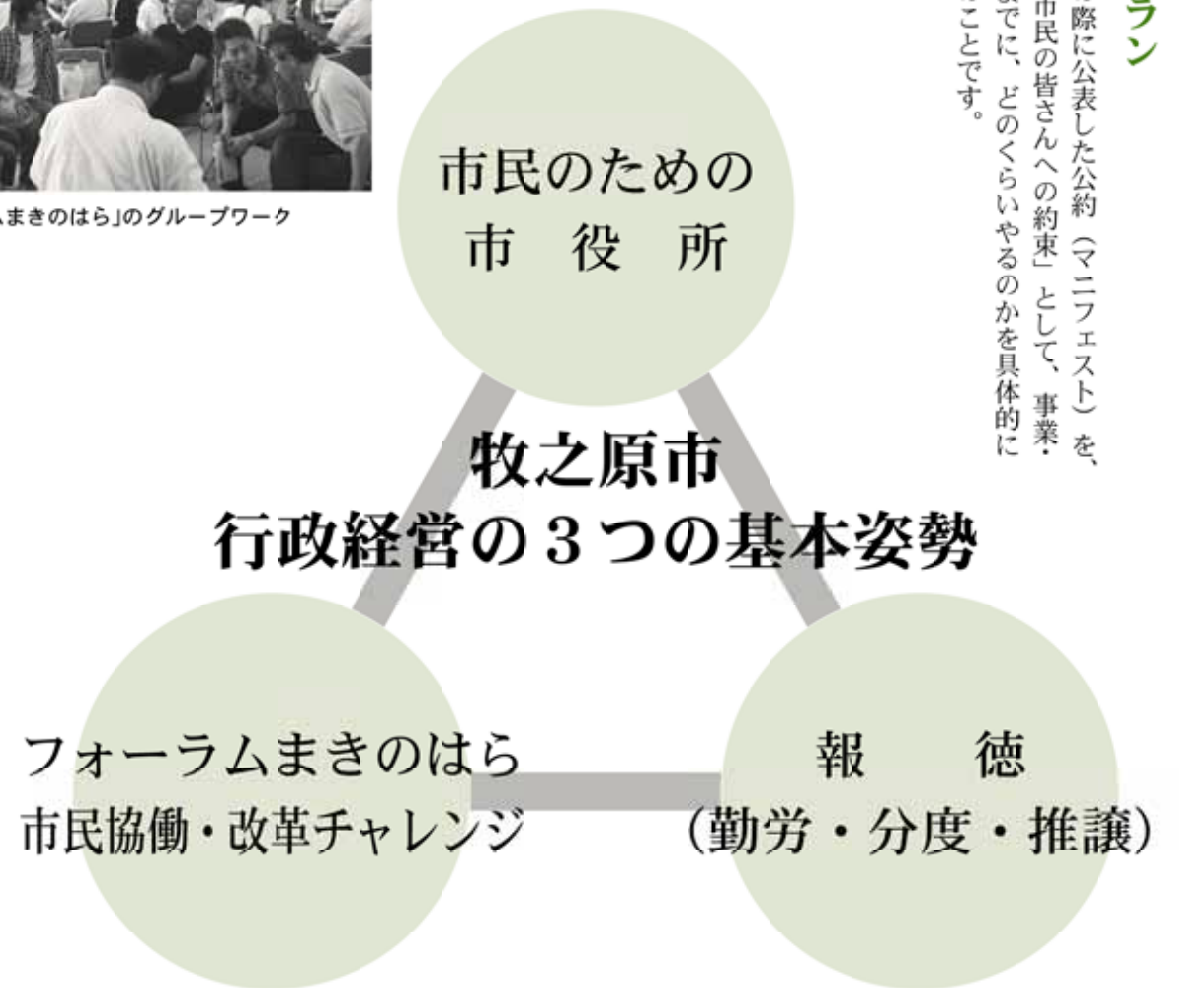 ラン
際に公表した公約（マニフェスト）を、
市民の皆さんへの約束」として、事業・
でに、どのくらいやるのかを具体的に
ことです。
まきのはら」のグループワーク
市民のための
市　役　所
牧之原市
行政経営の３つの基本姿勢
フォーラムまきのはら
市民協働・改革チャレンジ
報　　徳
（勤労・分度・推譲）